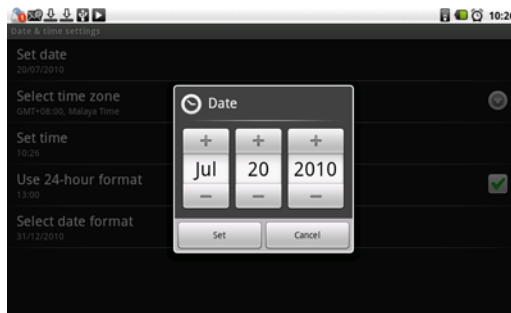 10:26
Date & time settings
Set date
20/07/2010
Select time zone
GMT+08:00, Malaya Time
Set time
10:26
Use 24-hour format
13:00
Select date format
31/12/2010
Date
Jul 20 2010
Set Cancel